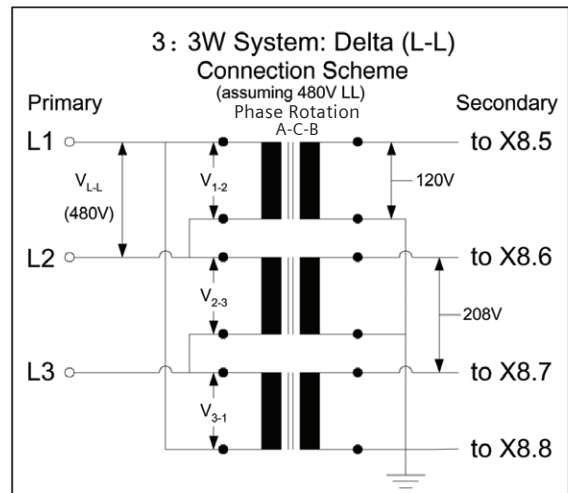 3: 3W System: Delta (L-L)
Connection Scheme
(assuming 480V LL)
Phase Rotation
A-C-B
Primary
Secondary
L1
to X8.5
V1-2
120V
VL-L
(480V)
L2
to X8.6
V2-3
208V
L3
to X8.7
V3-1
to X8.8